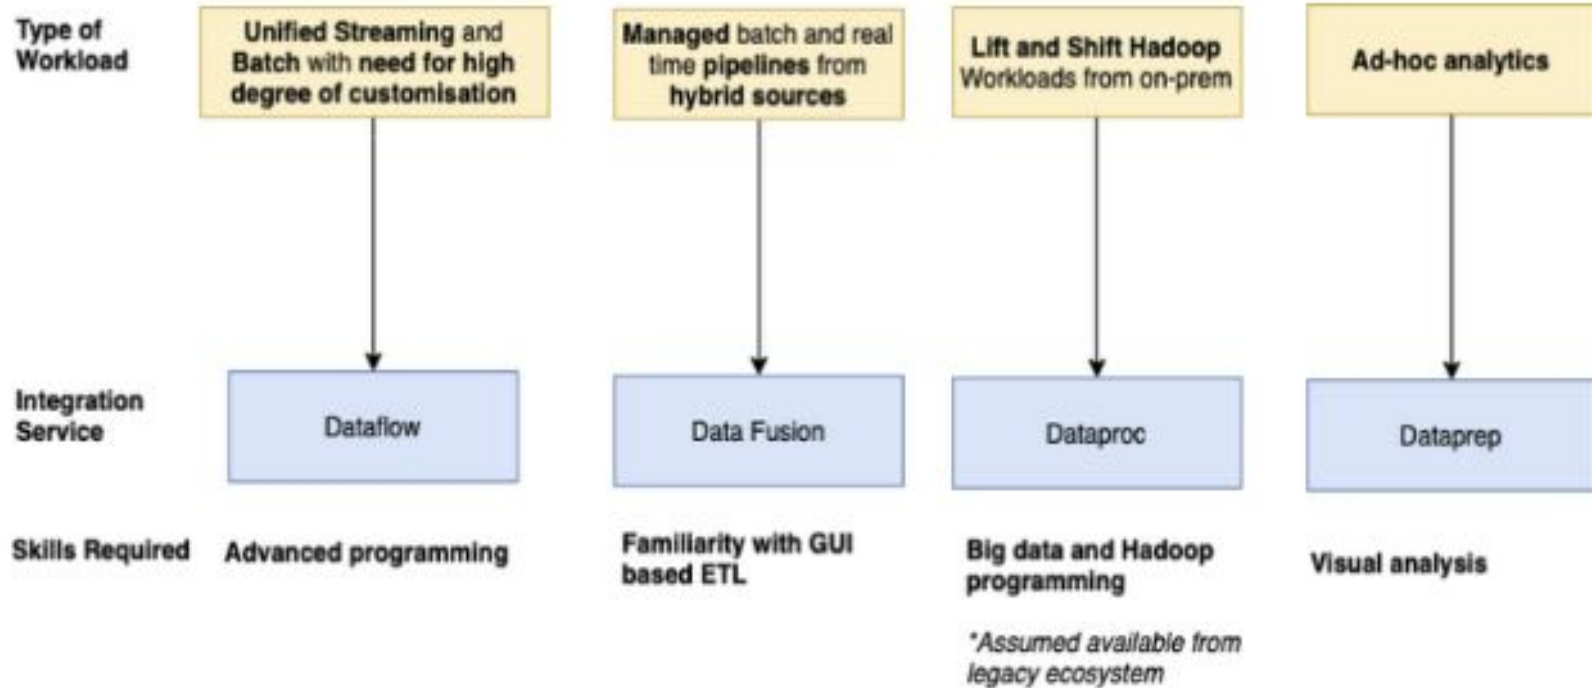 Type of
Workload
Unified Streaming and
Batch with need for high
degree of customisation
Managed batch and real
time pipelines from
hybrid sources
Lift and Shift Hadoop
Workloads from on-prem
Ad-hoc analytics
Integration
Service
Dataflow
Data Fusion
Dataproc
Dataprep
Skills Required
Advanced programming
Familiarity with GUI
based ETL
Big data and Hadoop
programming
*Assumed available from
legacy ecosystem
Visual analysis